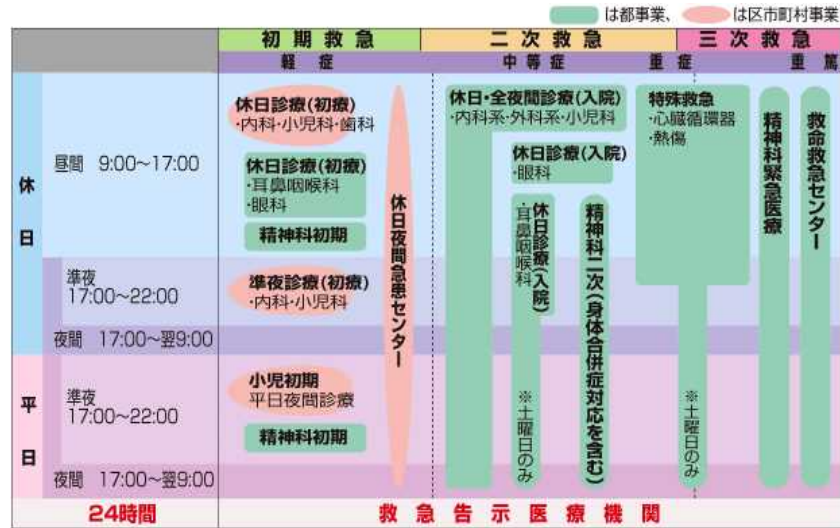 は都事業、は区市町村事業
初期救急 二次救急 三次救急
軽症 中等症 重症 重篤
休日
昼間 9:00～17:00
準夜
17:00～22:00
夜間 17:00～翌9:00
平日
準夜
17:00～22:00
夜間 17:00～翌9:00
休日診療(初療)
･内科･小児科･歯科
休日診療(初療)
･耳鼻咽喉科
･眼科
精神科初期
準夜診療(初療)
･内科･小児科
小児初期
平日夜間診療
精神科初期
休日夜間急患センター
休日･全夜間診療(入院)
･内科系･外科系･小児科
休日診療(入院)
･眼科
休日診療(入院)
･耳鼻咽喉科
※土曜日のみ
精神科二次(身体合併症対応を含む)
特殊救急
･心臓循環器
･熱傷
※土曜日のみ
精神科緊急医療
救命救急センター
24時間 救急告示医療機関